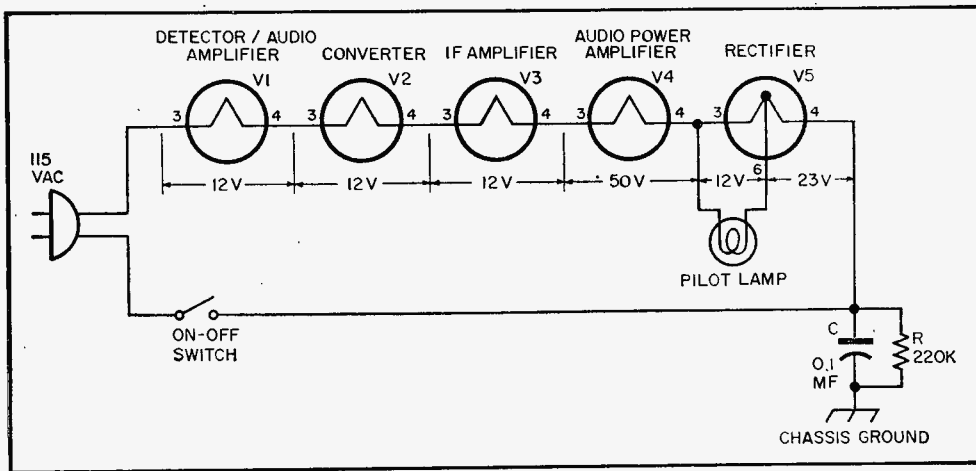 DETECTOR / AUDIO
AMPLIFIER
CONVERTER
IF AMPLIFIER
AUDIO POWER
AMPLIFIER
RECTIFIER
V1
V2
V3
V4
V5
3
4
3
4
3
4
3
4
3
4
6
12V
12V
12V
50V
12V
23V
115
VAC
PILOT LAMP
ON-OFF
SWITCH
C
0.1
MF
R
220K
CHASSIS GROUND